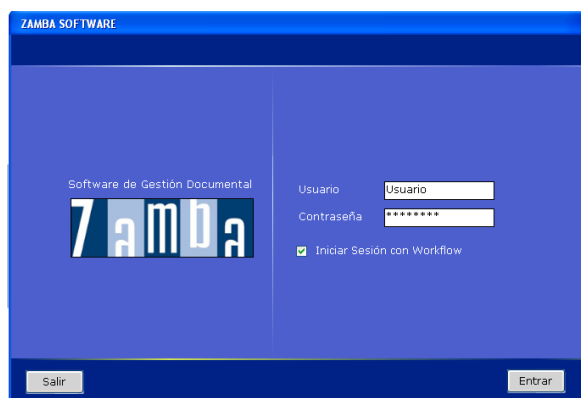 ZAMBA SOFTWARE
Software de Gestión Documental
Zamba
Usuario
Usuario
Contraseña
********
Iniciar Sesión con Workflow
Salir
Entrar